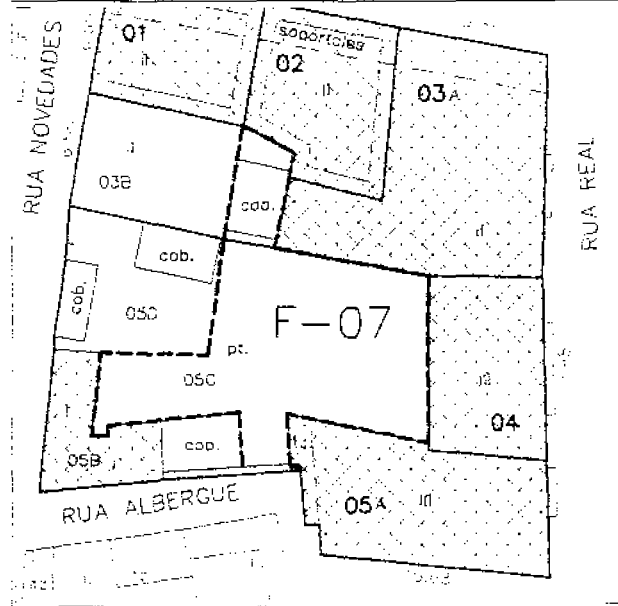 RUA NOVEDADES
01
soportales
02
03A
RUA REAL
03B
cob.
cob.
cob.
05D
F-07
pt.
05C
04
cob.
05B
RUA ALBERGUE
05A